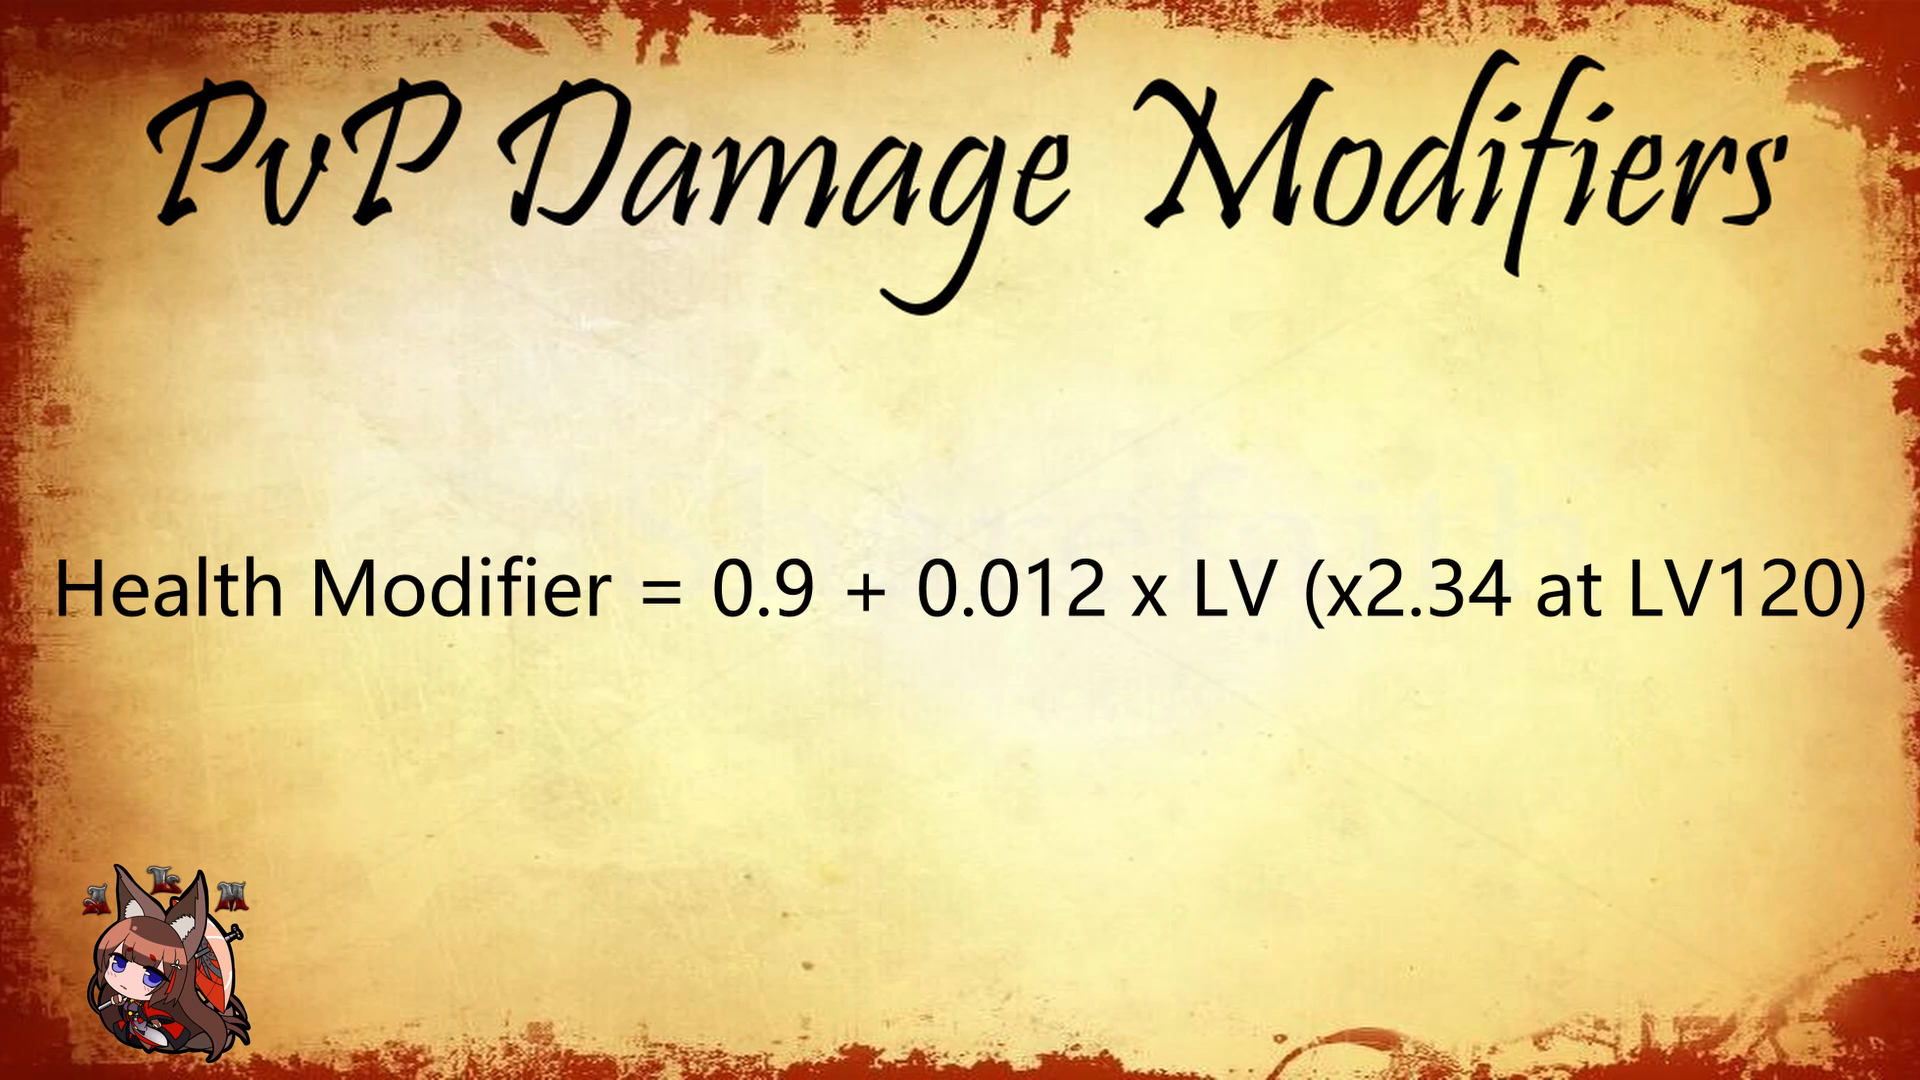 PvP Damage Modifiers
Health Modifier = 0.9 + 0.012 x LV (x2.34 at LV120)